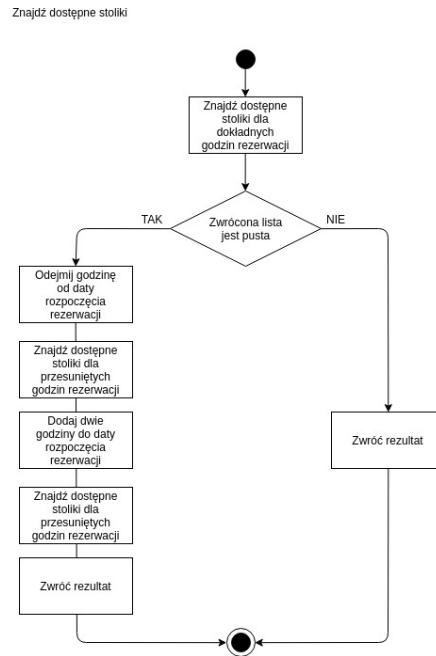 Znajdź dostępne stoliki
Znajdź dostępne
stoliki dla
dokładnych
godzin rezerwacji
Zwrócona lista
jest pusta
TAK
NIE
Odejmij godzinę
od daty
rozpoczęcia
rezerwacji
Znajdź dostępne
stoliki dla
przesuniętych
godzin rezerwacji
Dodaj dwie
godziny do daty
rozpoczęcia
rezerwacji
Znajdź dostępne
stoliki dla
przesuniętych
godzin rezerwacji
Zwróć rezultat
Zwróć rezultat